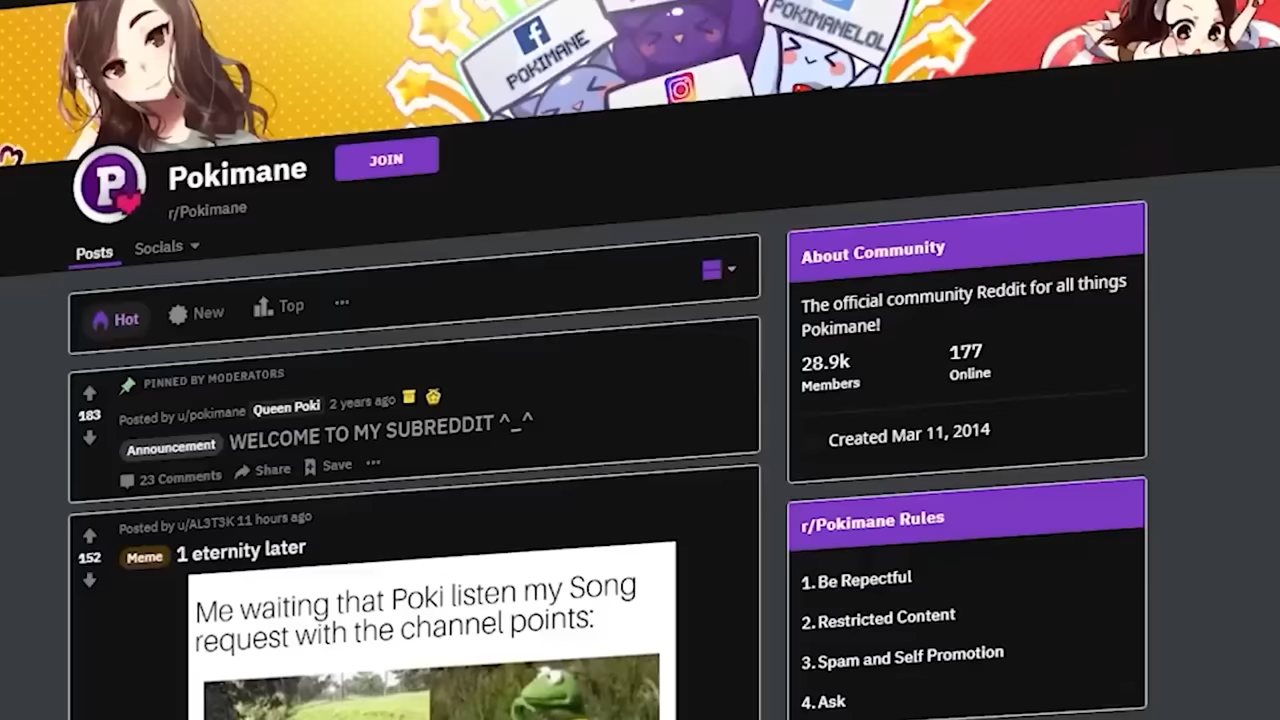 POKIMANE
POKIMANELOL
P
Pokimane
JOIN
r/Pokimane
Posts
Socials
Hot
New
Top
PINNED BY MODERATORS
183
Posted by u/pokimane Queen Poki 2 years ago
Announcement WELCOME TO MY SUBREDDIT ^_^
23 Comments Share Save
Posted by u/AL3T3K 11 hours ago
152
Meme 1 eternity later
Me waiting that Poki listen my Song
request with the channel points:
About Community
The official community Reddit for all things
Pokimane!
28.9k
Members
177
Online
Created Mar 11, 2014
r/Pokimane Rules
1. Be Repectful
2. Restricted Content
3. Spam and Self Promotion
4. Ask